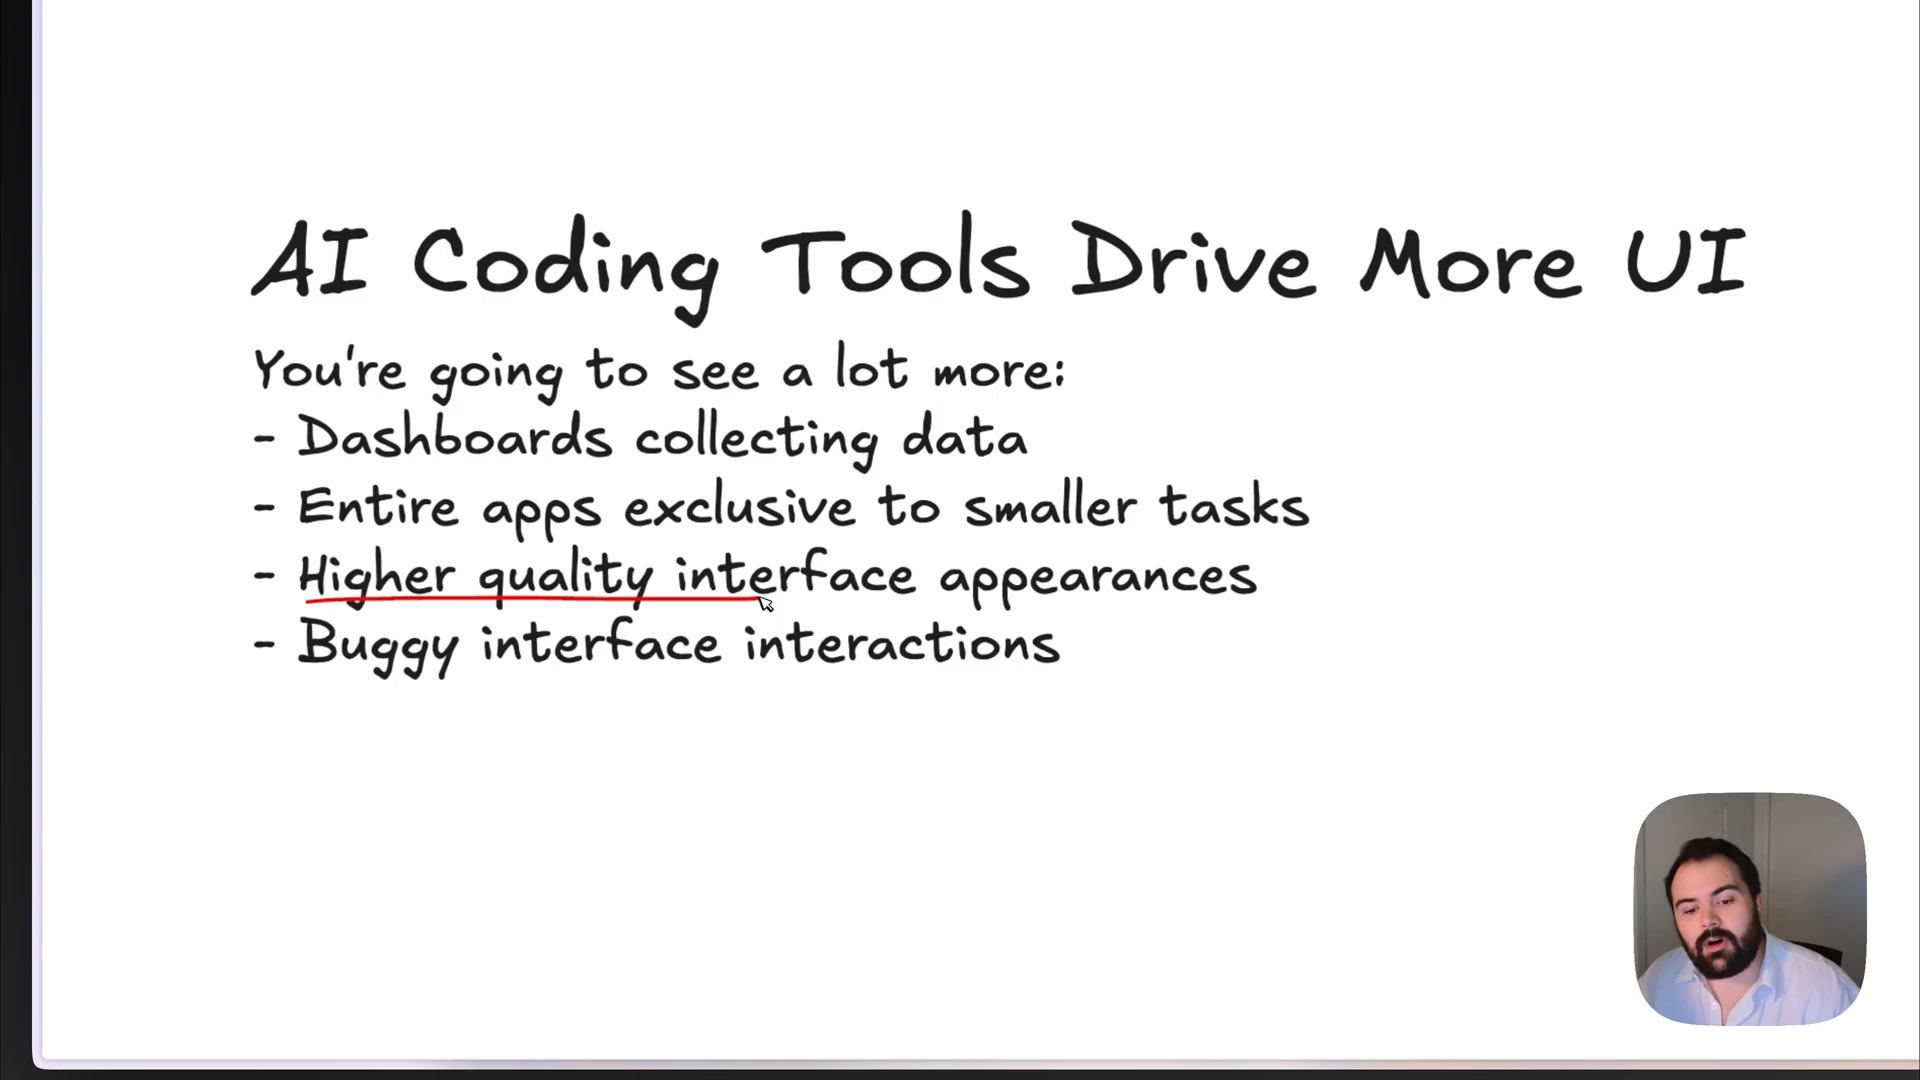 AI Coding Tools Drive More UI
You're going to see a lot more:
- Dashboards collecting data
- Entire apps exclusive to smaller tasks
- Higher quality interface appearances
- Buggy interface interactions